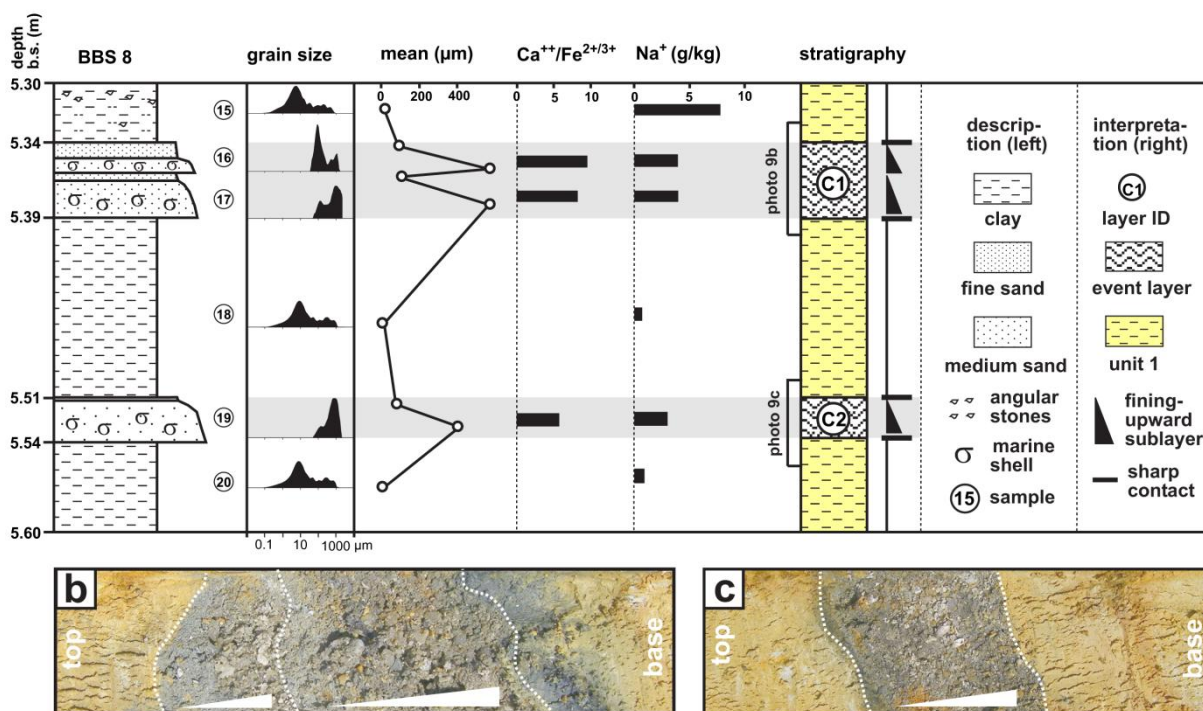 depth b.s. (m)
BBS 8
grain size
mean (µm)
Ca++/Fe2+/3+
Na+ (g/kg)
stratigraphy
0 200 400
0 5 10
0 5 10
5.30
5.34
5.39
5.51
5.54
5.60
15
16
17
18
19
20
σ σ σ σ
σ σ σ σ
σ σ σ σ
0.1 10 1000 µm
photo 9b
C1
photo 9c
C2
descrip-
tion (left)
clay
fine sand
medium sand
angular
stones
σ marine
shell
15 sample
interpreta-
tion (right)
C1
layer ID
event layer
unit 1
fining-
upward
sublayer
sharp
contact
b
top
base
c
top
base